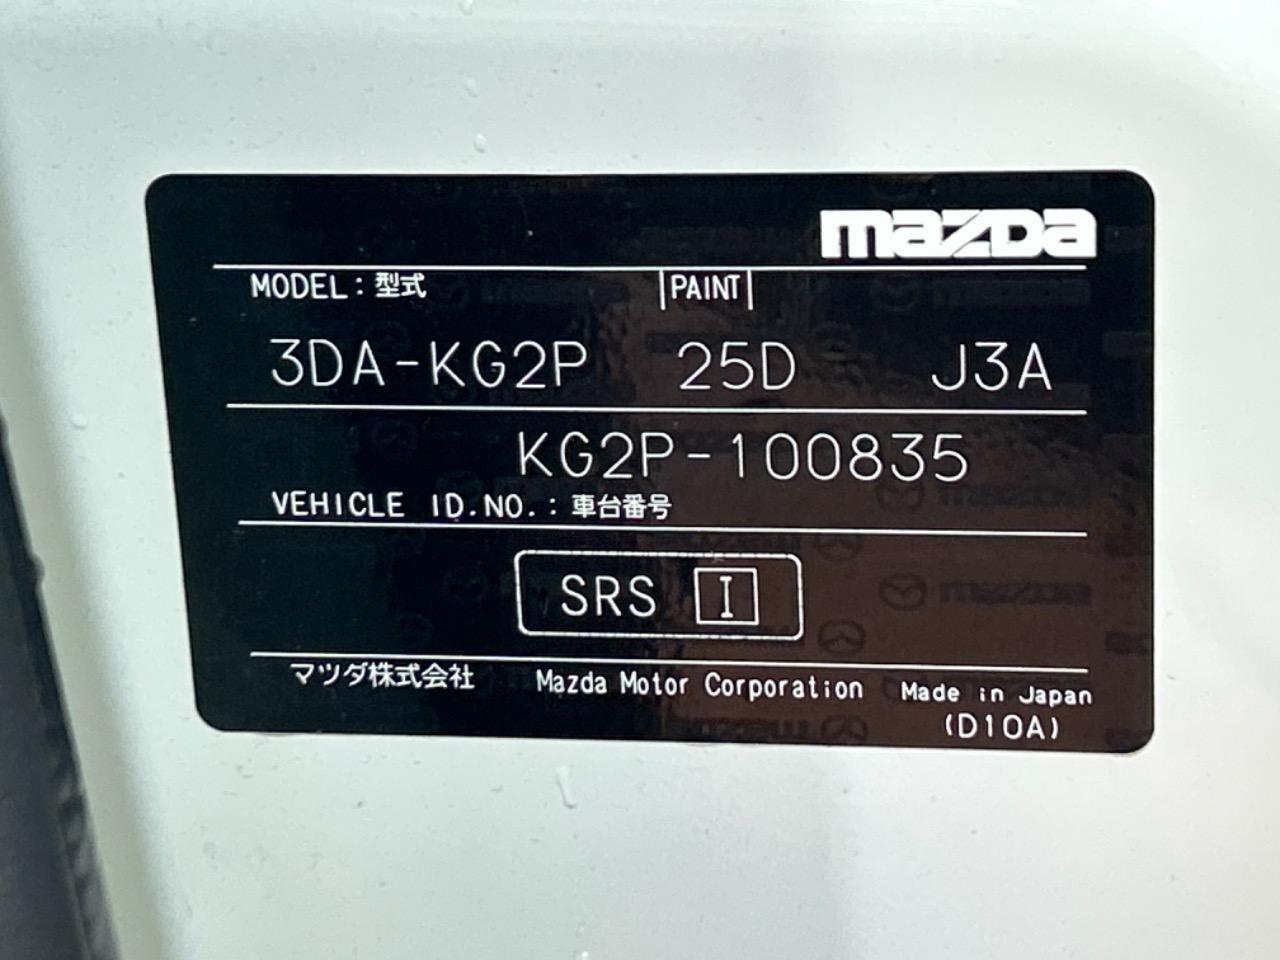 mazda
MODEL：型式 |PAINT|
3DA-KG2P 25D J3A
KG2P-100835
VEHICLE ID.NO.：車台番号
SRS I
マツダ株式会社 Mazda Motor Corporation Made in Japan
(D10A)